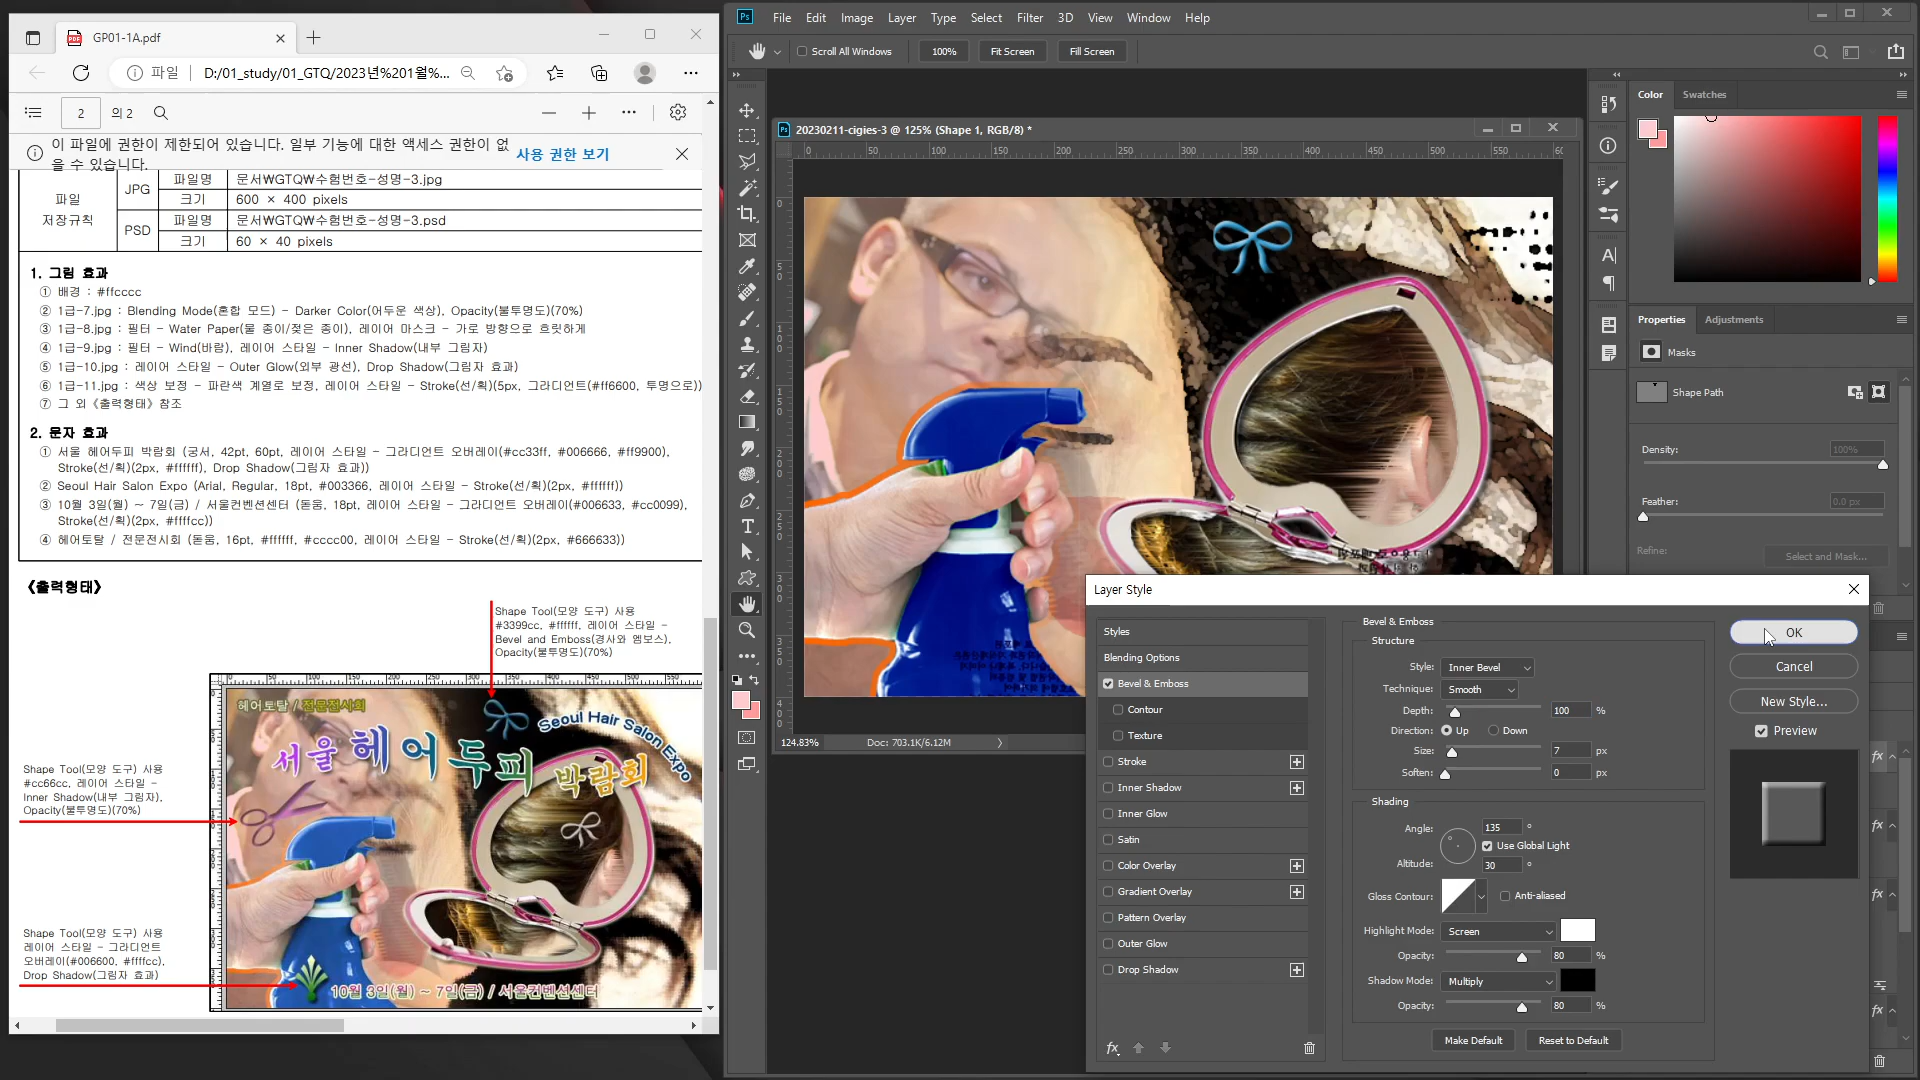 GP01-1A.pdf
파일
D:/01_study/01_GTQ/2023년%201월%...
2
의 2
이 파일에 권한이 제한되어 있습니다. 일부 기능에 대한 액세스 권한이 없
을 수 있습니다.
사용 권한 보기
파일
저장규칙
JPG
파일명
문서₩GTQ₩수험번호-성명-3.jpg
크기
600 × 400 pixels
PSD
파일명
문서₩GTQ₩수험번호-성명-3.psd
크기
60 × 40 pixels
1. 그림 효과
① 배경 : #ffcccc
② 1급-7.jpg : Blending Mode(혼합 모드) - Darker Color(어두운 색상), Opacity(불투명도)(70%)
③ 1급-8.jpg : 필터 - Water Paper(물 종이/젖은 종이), 레이어 마스크 - 가로 방향으로 흐릿하게
④ 1급-9.jpg : 필터 - Wind(바람), 레이어 스타일 - Inner Shadow(내부 그림자)
⑤ 1급-10.jpg : 레이어 스타일 - Outer Glow(외부 광선), Drop Shadow(그림자 효과)
⑥ 1급-11.jpg : 색상 보정 - 파란색 계열로 보정, 레이어 스타일 - Stroke(선/획)(5px, 그라디언트(#ff6600, 투명으로))
⑦ 그 외《출력형태》참조
2. 문자 효과
① 서울 헤어두피 박람회 (궁서, 42pt, 60pt, 레이어 스타일 - 그라디언트 오버레이(#cc33ff, #006666, #ff9900),
Stroke(선/획)(2px, #ffffff), Drop Shadow(그림자 효과))
② Seoul Hair Salon Expo (Arial, Regular, 18pt, #003366, 레이어 스타일 - Stroke(선/획)(2px, #ffffff))
③ 10월 3일(월) ~ 7일(금) / 서울컨벤션센터 (돋움, 18pt, 레이어 스타일 - 그라디언트 오버레이(#006633, #cc0099),
Stroke(선/획)(2px, #ffffcc))
④ 헤어토탈 / 전문전시회 (돋움, 16pt, #ffffff, #cccc00, 레이어 스타일 - Stroke(선/획)(2px, #666633))
《출력형태》
Shape Tool(모양 도구) 사용
#3399cc, #ffffff, 레이어 스타일 -
Bevel and Emboss(경사와 엠보스),
Opacity(불투명도)(70%)
0 50 100 150 200 250 300 350 400 450 500 550
헤어토탈 / 전문전시회
Seoul Hair Salon Expo
서울 헤어두피 박람회
Shape Tool(모양 도구) 사용
#cc66cc, 레이어 스타일 -
Inner Shadow(내부 그림자),
Opacity(불투명도)(70%)
Shape Tool(모양 도구) 사용
레이어 스타일 - 그라디언트
오버레이(#006600, #ffffcc),
Drop Shadow(그림자 효과)
10월 3일(월) ~ 7일(금) / 서울컨벤션센터
Ps
File Edit Image Layer Type Select Filter 3D View Window Help
Scroll All Windows
100%
Fit Screen
Fill Screen
20230211-cigies-3 @ 125% (Shape 1, RGB/8) *
0 50 100 150 200 250 300 350 400 450 500 550
124.83%
Doc: 703.1K/6.12M
Color
Swatches
Properties
Adjustments
Masks
Shape Path
Density:
100%
Feather:
0.0 px
Refine:
Select and Mask...
Layer Style
Styles
Blending Options
Bevel & Emboss
Contour
Texture
Stroke
Inner Shadow
Inner Glow
Satin
Color Overlay
Gradient Overlay
Pattern Overlay
Outer Glow
Drop Shadow
fx
Bevel & Emboss
Structure
Style: Inner Bevel
Technique: Smooth
Depth: 100 %
Direction: Up Down
Size: 7 px
Soften: 0 px
Shading
Angle: 135 °
Use Global Light
Altitude: 30 °
Gloss Contour: Anti-aliased
Highlight Mode: Screen
Opacity: 80 %
Shadow Mode: Multiply
Opacity: 80 %
Make Default
Reset to Default
OK
Cancel
New Style...
Preview
fx
fx
fx
fx